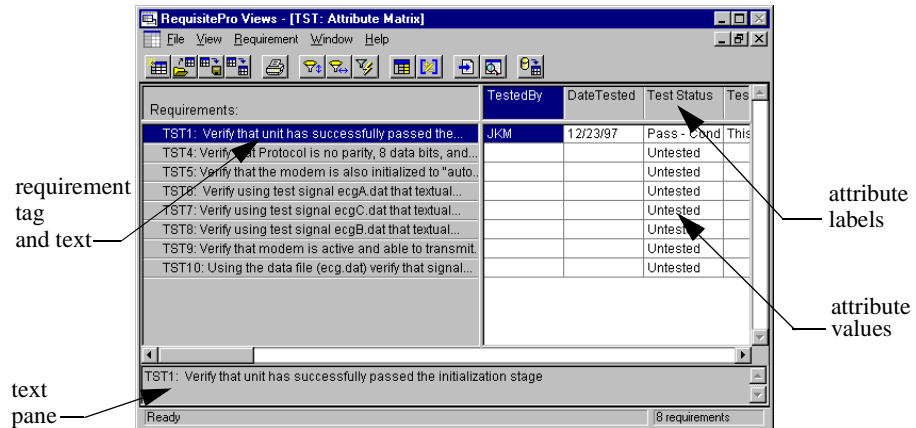 RequisitePro Views - [TST: Attribute Matrix]
File View Requirement Window Help
Requirements:
TestedBy DateTested Test Status Tes
TST1: Verify that unit has successfully passed the... JKM 12/23/97 Pass - Cond This
TST4: Verify that Protocol is no parity, 8 data bits, and... Untested
TST5: Verify that the modem is also initialized to "auto.. Untested
TST6: Verify using test signal ecgA.dat that textual... Untested
TST7: Verify using test signal ecgC.dat that textual... Untested
TST8: Verify using test signal ecgB.dat that textual... Untested
TST9: Verify that modem is active and able to transmit. Untested
TST10: Using the data file (ecg.dat) verify that signal... Untested
TST1: Verify that unit has successfully passed the initialization stage
Ready 8 requirements
requirement
tag
and text
text
pane
attribute
labels
attribute
values